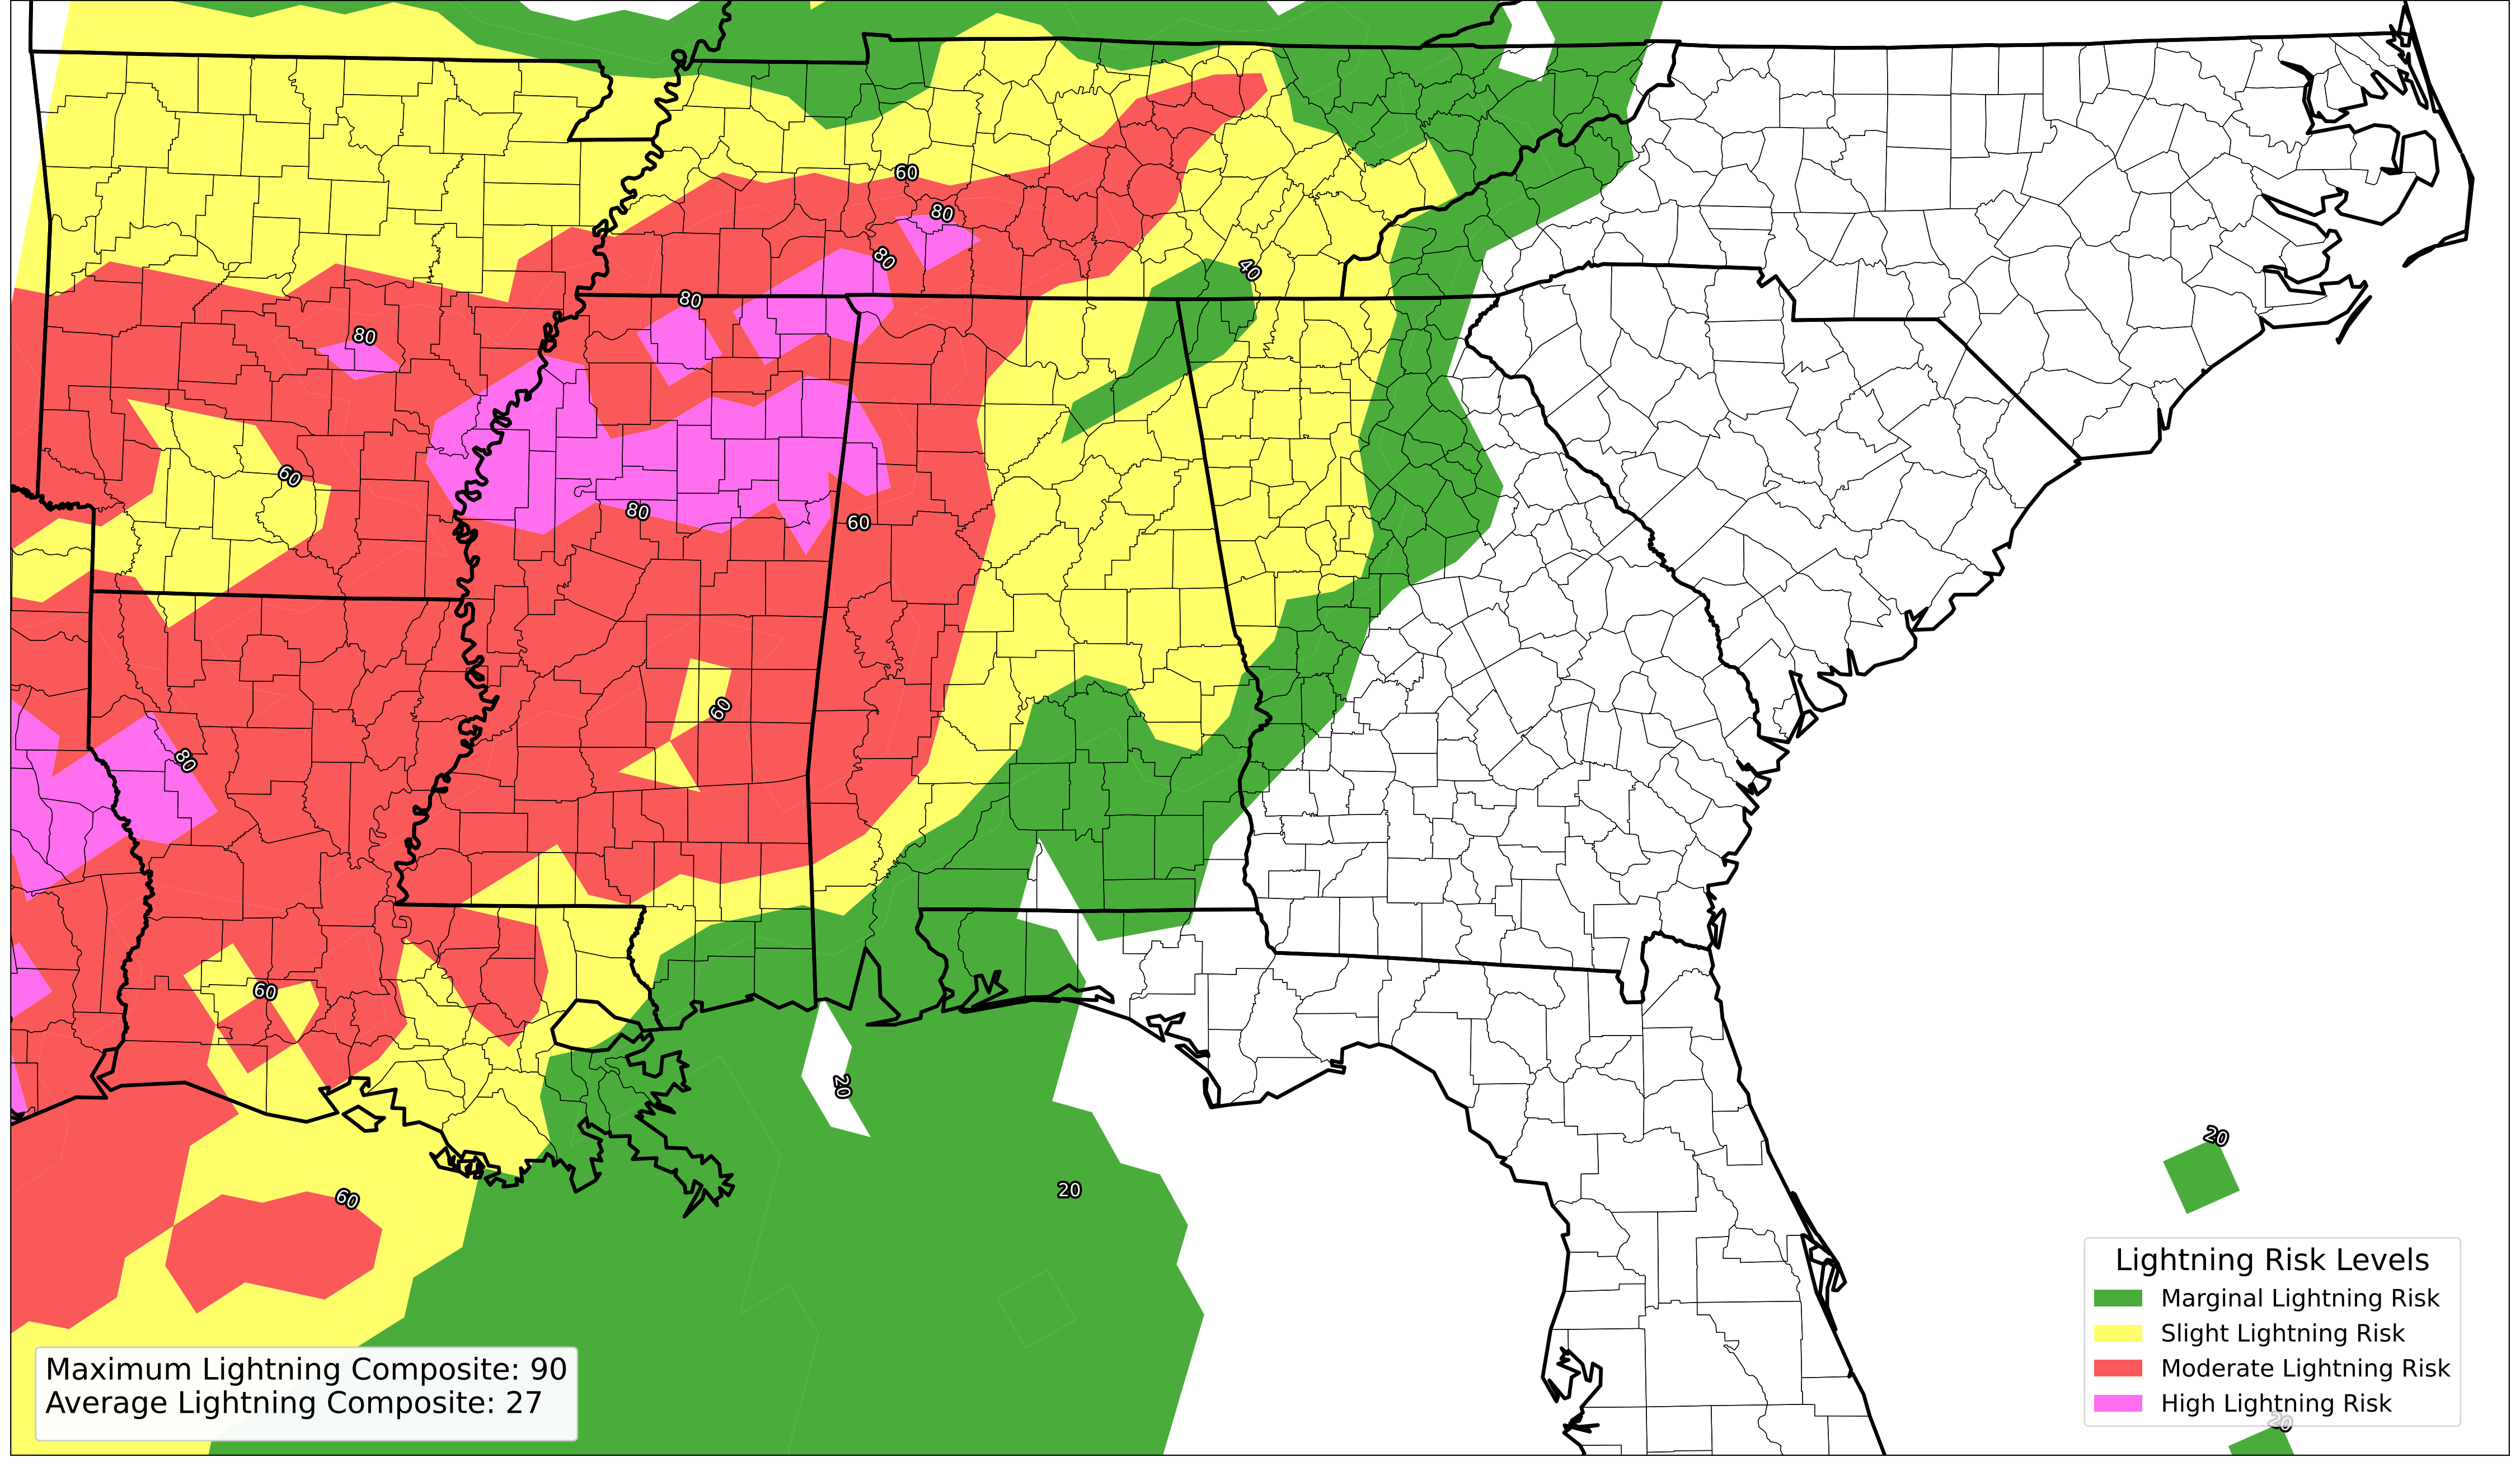 60
80
80
40
80
80
60
80
60
60
80
60
20
20
60
20
Lightning Risk Levels
Marginal Lightning Risk
Slight Lightning Risk
Moderate Lightning Risk
High Lightning Risk
20
Maximum Lightning Composite: 90
Average Lightning Composite: 27